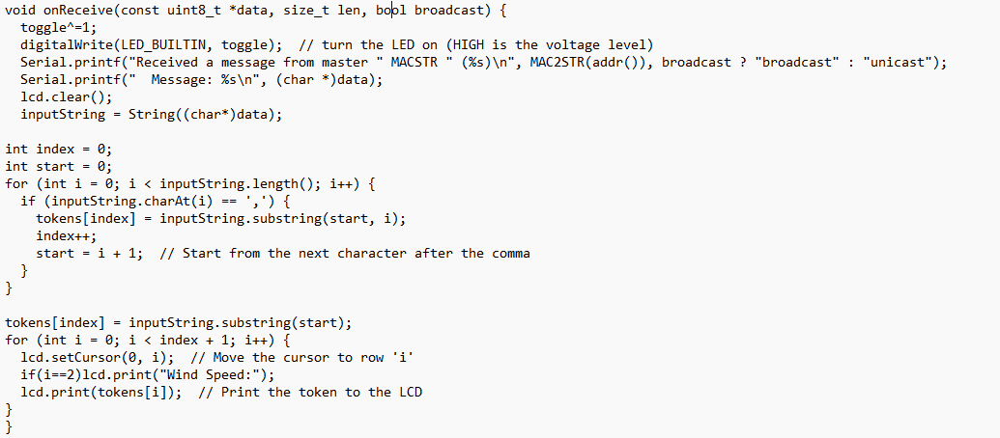 void onReceive(const uint8_t *data, size_t len, bool broadcast) {
  toggle^=1;
  digitalWrite(LED_BUILTIN, toggle);  // turn the LED on (HIGH is the voltage level)
  Serial.printf("Received a message from master " MACSTR " (%s)\n", MAC2STR(addr()), broadcast ? "broadcast" : "unicast");
  Serial.printf("  Message: %s\n", (char *)data);
  lcd.clear();
  inputString = String((char*)data);

int index = 0;
int start = 0;
for (int i = 0; i < inputString.length(); i++) {
  if (inputString.charAt(i) == ',') {
    tokens[index] = inputString.substring(start, i);
    index++;
    start = i + 1;  // Start from the next character after the comma
  }
}

tokens[index] = inputString.substring(start);
for (int i = 0; i < index + 1; i++) {
  lcd.setCursor(0, i);  // Move the cursor to row 'i'
  if(i==2)lcd.print("Wind Speed:");
  lcd.print(tokens[i]);  // Print the token to the LCD
}
}